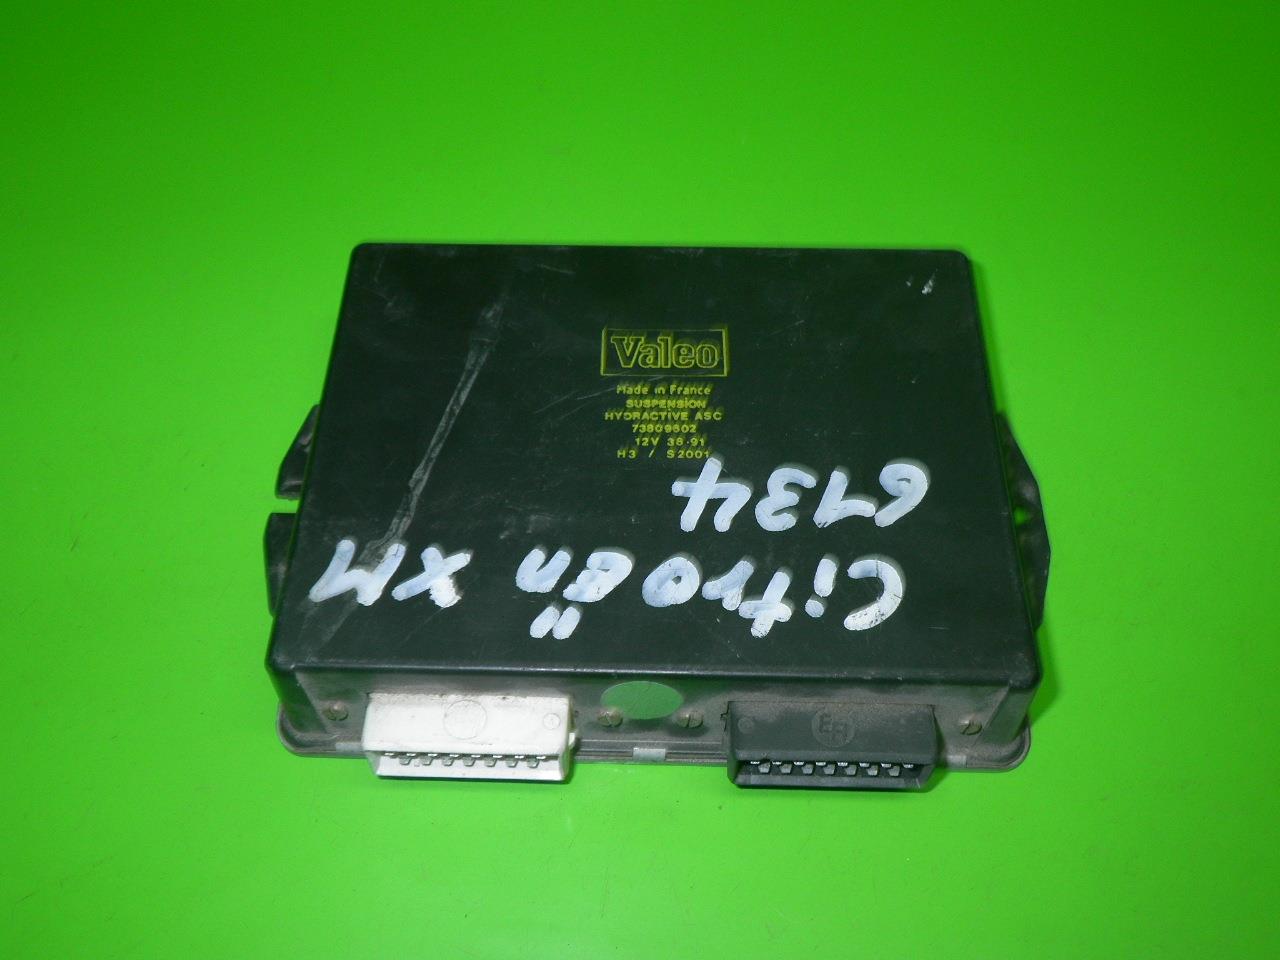 Valeo
Made in France
SUSPENSION
HYDRACTIVE ASC
73809602
12V 38-91
H3 / S2001
Citroën XM
6134